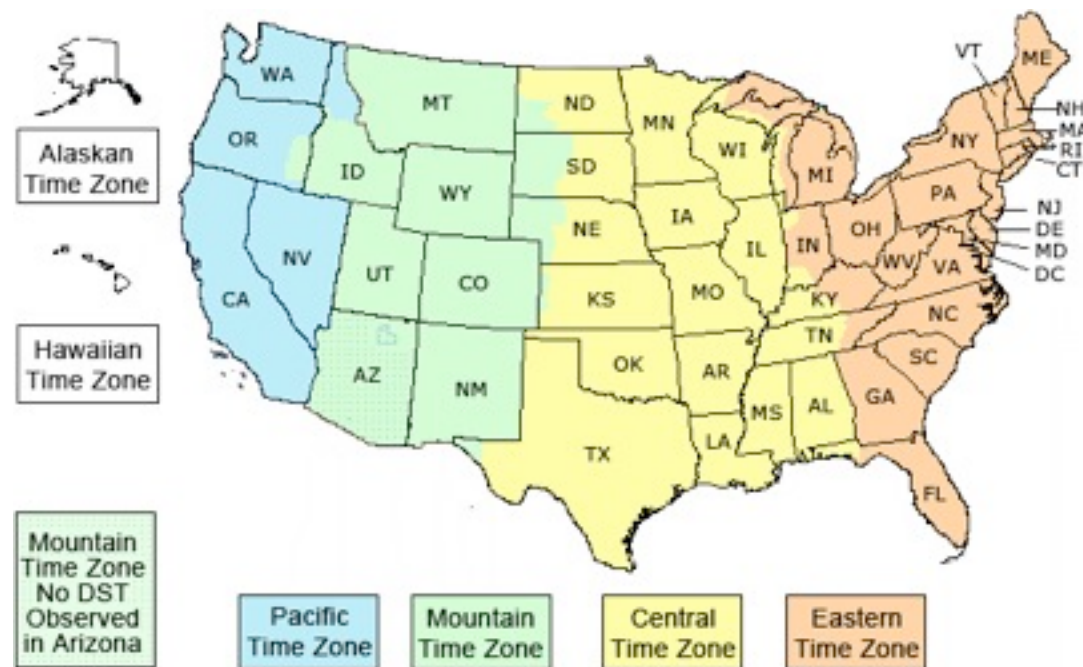 VT
ME
WA
MT
ND
MN
NH
MA
RI
CT
OR
ID
SD
WI
MI
NY
WY
IA
PA
NJ
DE
MD
DC
NE
IL
IN
OH
NV
UT
CO
WV
VA
CA
KS
MO
KY
NC
TN
AZ
NM
OK
AR
SC
MS
AL
GA
TX
LA
FL
Alaskan
Time Zone
Hawaiian
Time Zone
Mountain
Time Zone
No DST
Observed
in Arizona
Pacific
Time Zone
Mountain
Time Zone
Central
Time Zone
Eastern
Time Zone